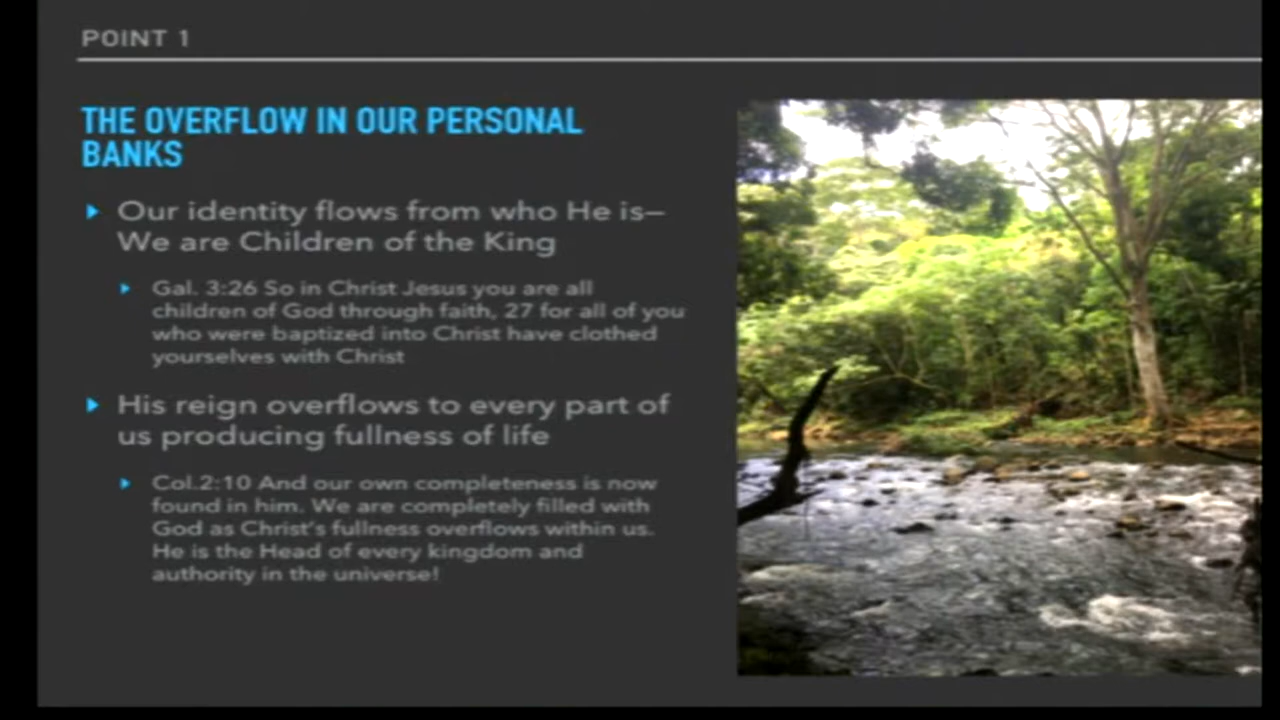 POINT 1
THE OVERFLOW IN OUR PERSONAL
BANKS
Our identity flows from who He is–
We are Children of the King
Gal. 3:26 So in Christ Jesus you are all
children of God through faith, 27 for all of you
who were baptized into Christ have clothed
yourselves with Christ
His reign overflows to every part of
us producing fullness of life
Col.2:10 And our own completeness is now
found in him. We are completely filled with
God as Christ's fullness overflows within us.
He is the Head of every kingdom and
authority in the universe!